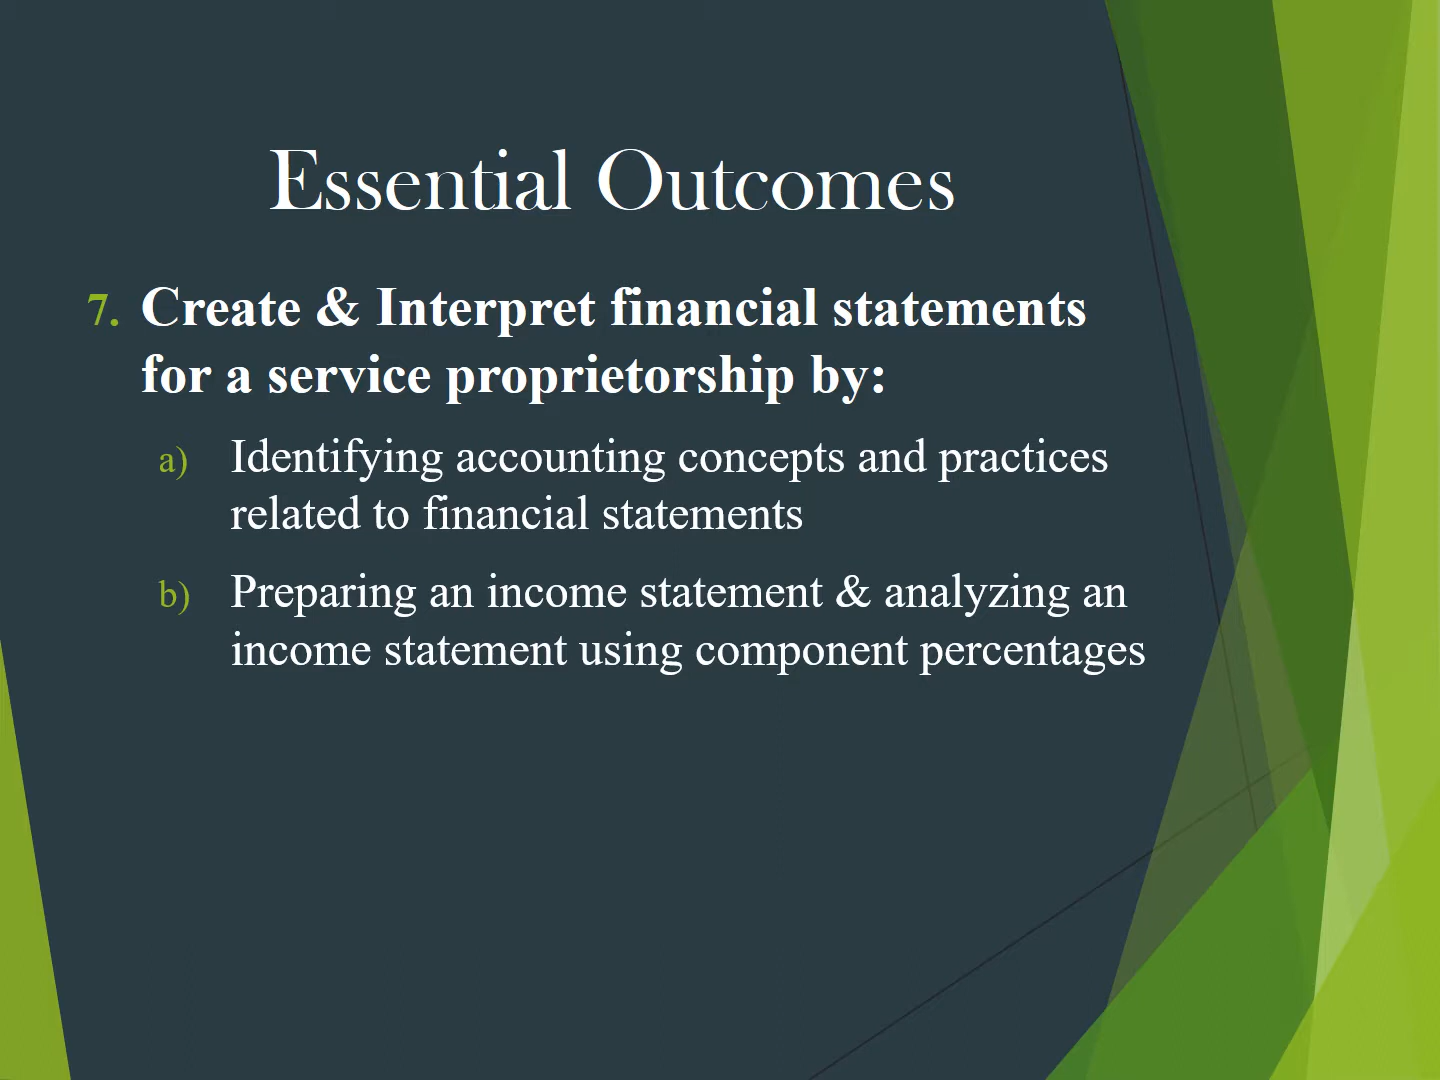 Essential Outcomes
7. Create & Interpret financial statements
for a service proprietorship by:
a) Identifying accounting concepts and practices
related to financial statements
b) Preparing an income statement & analyzing an
income statement using component percentages